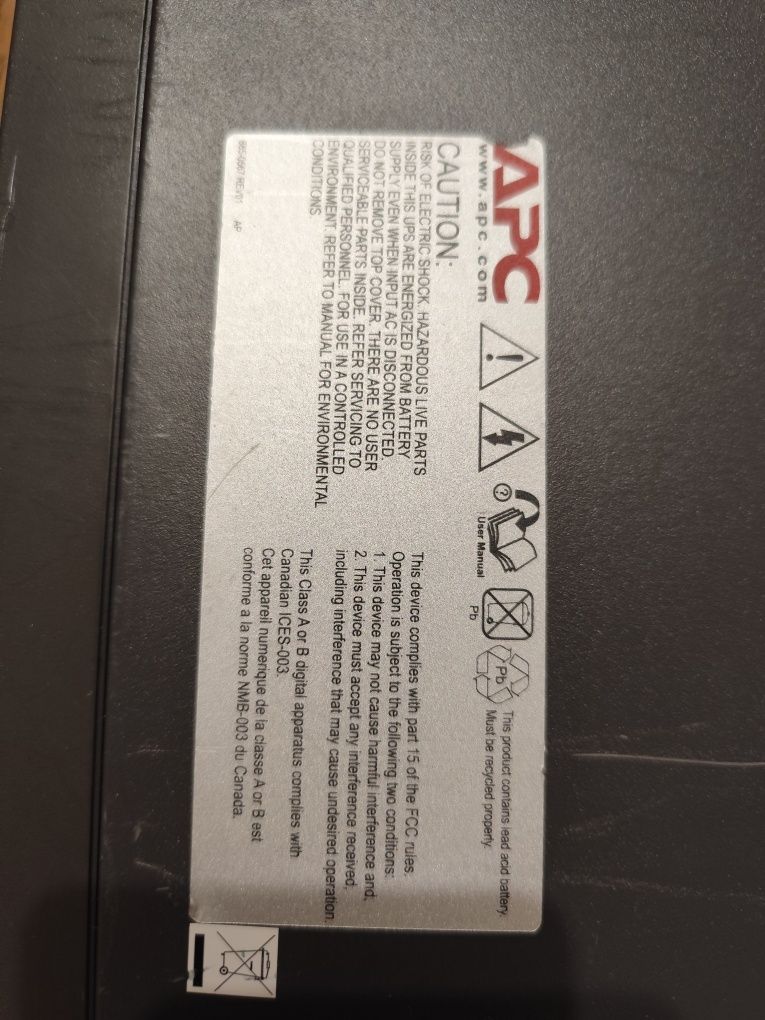 APC
www.apc.com
User Manual
Pb
Pb
This product contains lead acid battery.
Must be recycled properly.
CAUTION:
RISK OF ELECTRIC SHOCK. HAZARDOUS LIVE PARTS
INSIDE THIS UPS ARE ENERGIZED FROM BATTERY
SUPPLY EVEN WHEN INPUT AC IS DISCONNECTED.
DO NOT REMOVE TOP COVER. THERE ARE NO USER
SERVICEABLE PARTS INSIDE. REFER SERVICING TO
QUALIFIED PERSONNEL. FOR USE IN A CONTROLLED
ENVIRONMENT. REFER TO MANUAL FOR ENVIRONMENTAL
CONDITIONS
885-0567 REV01 AP
This device complies with part 15 of the FCC rules.
Operation is subject to the following two conditions:
1. This device may not cause harmful interference and,
2. This device must accept any interference received,
including interference that may cause undesired operation.
This Class A or B digital apparatus complies with
Canadian ICES-003.
Cet appareil numerique de la classe A or B est
conforme a la norme NMB-003 du Canada.